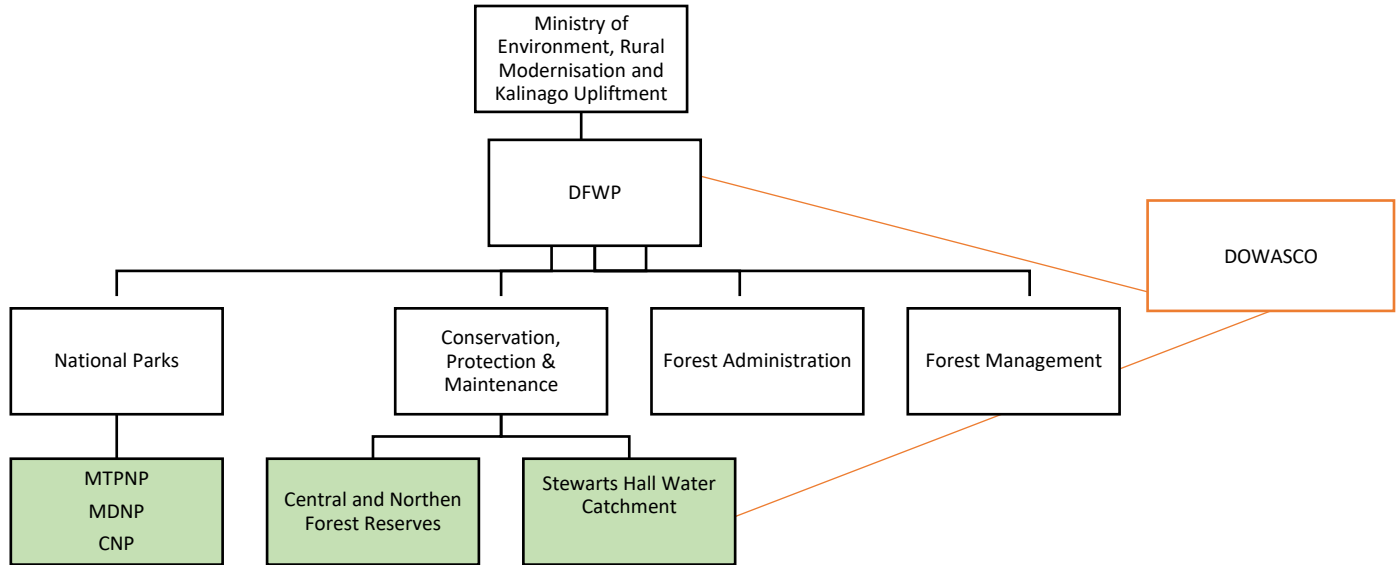 Ministry of
Environment, Rural
Modernisation and
Kalinago Upliftment
DFWP
DOWASCO
National Parks
Conservation,
Protection &
Maintenance
Forest Administration
Forest Management
MTPNP
MDNP
CNP
Central and Northen
Forest Reserves
Stewarts Hall Water
Catchment